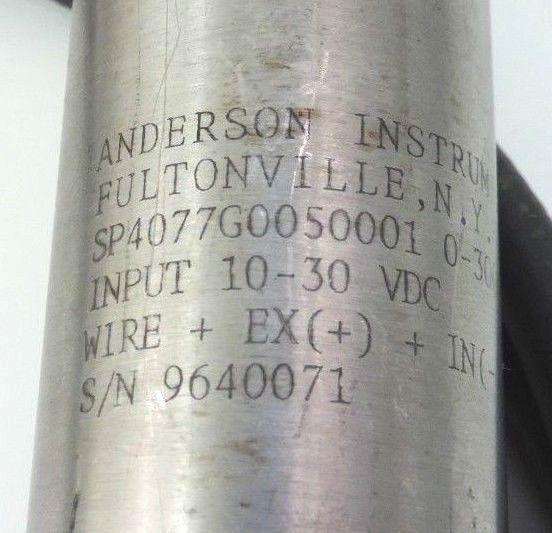 ANDERSON INSTRUM
FULTONVILLE, N.Y.
SP4077G0050001 0-30
INPUT 10-30 VDC
WIRE + EX(+) + IN(-
S/N 9640071